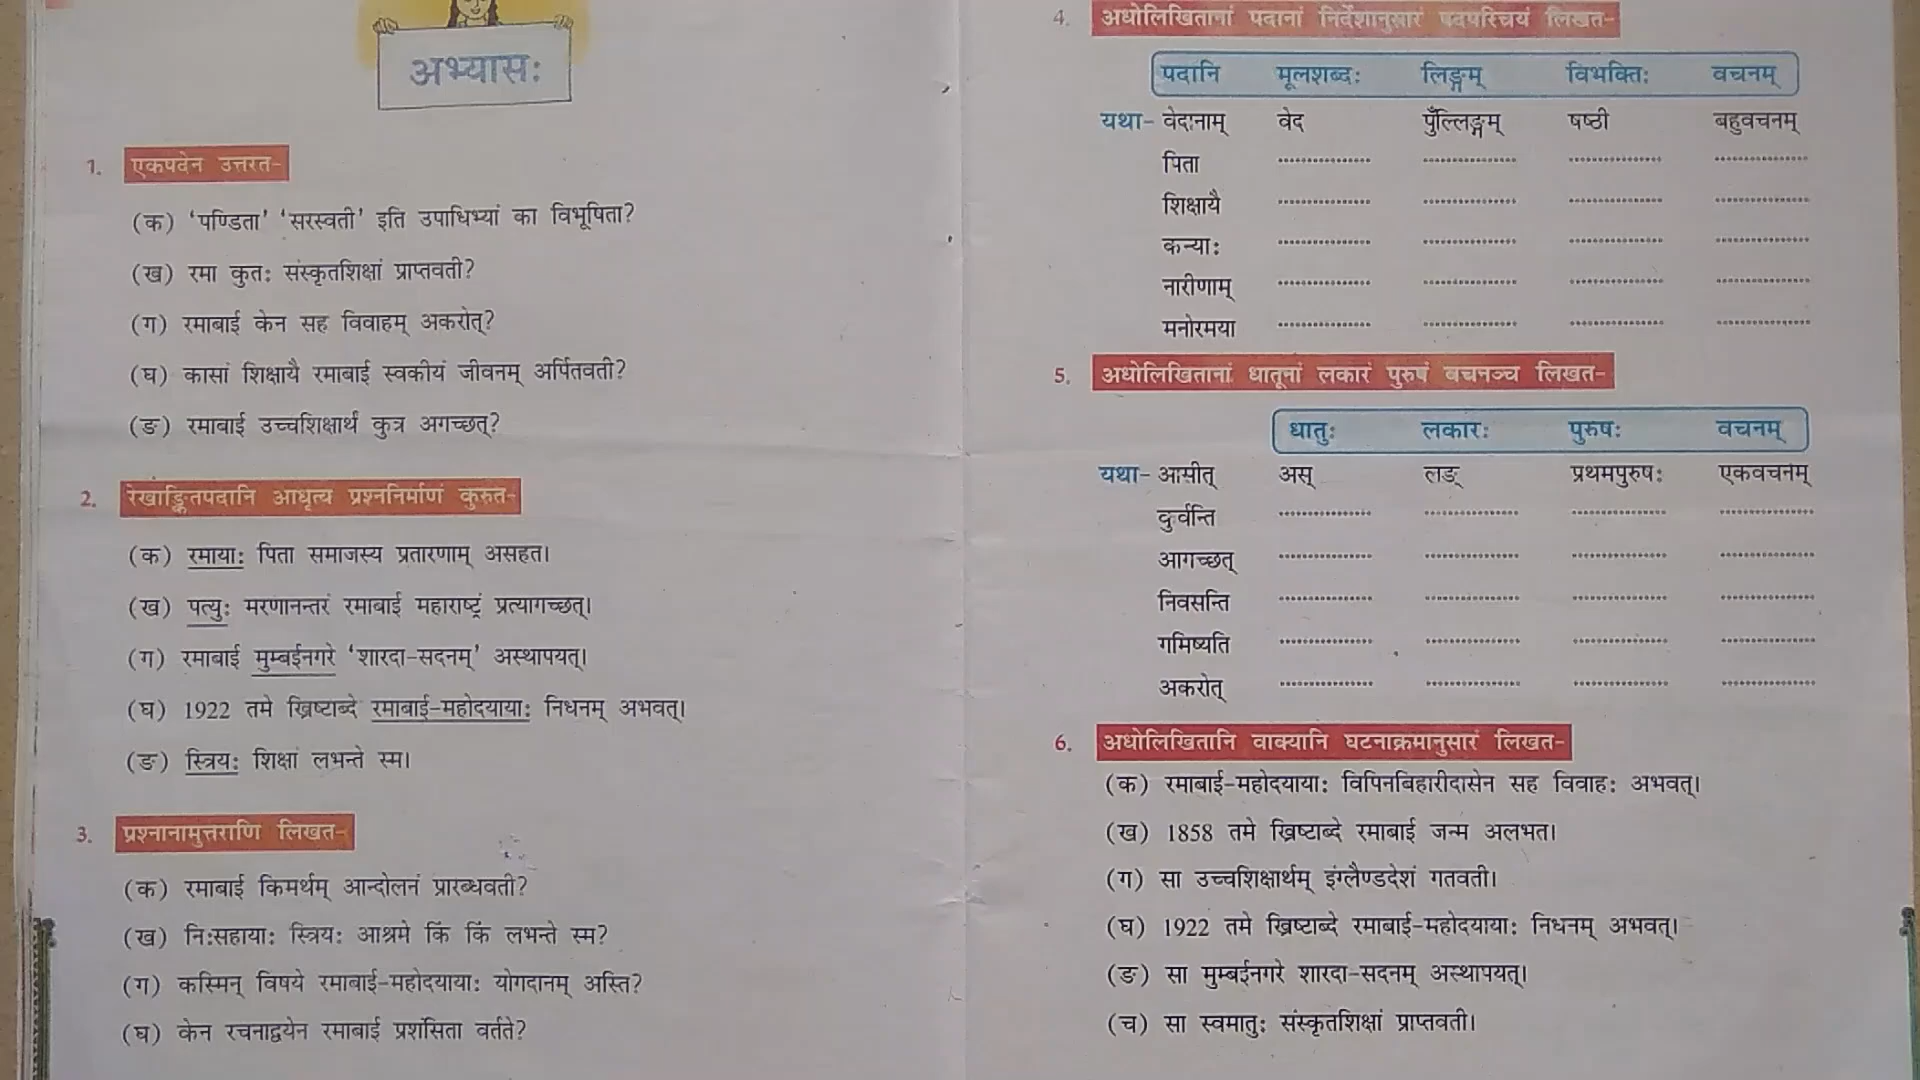 अभ्यासः
1. एकपदेन उत्तरत-
(क) ‘पण्डिता’ ‘सरस्वती’ इति उपाधिभ्यां का विभूषिता?
(ख) रमा कुतः संस्कृतशिक्षां प्राप्तवती?
(ग) रमाबाई केन सह विवाहम् अकरोत्?
(घ) कासां शिक्षायै रमाबाई स्वकीयं जीवनम् अर्पितवती?
(ङ) रमाबाई उच्चशिक्षार्थं कुत्र अगच्छत्?
2. रेखाङ्कितपदानि आधृत्य प्रश्ननिर्माणं कुरुत-
(क) रमायाः पिता समाजस्य प्रतारणाम् असहत।
(ख) पत्युः मरणानन्तरं रमाबाई महाराष्ट्रं प्रत्यागच्छत्।
(ग) रमाबाई मुम्बईनगरे ‘शारदा-सदनम्’ अस्थापयत्।
(घ) 1922 तमे ख्रिष्टाब्दे रमाबाई-महोदयायाः निधनम् अभवत्।
(ङ) स्त्रियः शिक्षां लभन्ते स्म।
3. प्रश्नानामुत्तराणि लिखत-
(क) रमाबाई किमर्थम् आन्दोलनं प्रारब्धवती?
(ख) निःसहायाः स्त्रियः आश्रमे किं किं लभन्ते स्म?
(ग) कस्मिन् विषये रमाबाई-महोदयायाः योगदानम् अस्ति?
(घ) केन रचनाद्वयेन रमाबाई प्रशंसिता वर्तते?
4. अधोलिखितानां पदानां निर्देशानुसारं पदपरिचयं लिखत-
पदानि मूलशब्दः लिङ्गम् विभक्तिः वचनम्
यथा- वेदानाम् वेद पुँल्लिङ्गम् षष्ठी बहुवचनम्
पिता ................ ................ ................ ................
शिक्षायै ................ ................ ................ ................
कन्याः ................ ................ ................ ................
नारीणाम् ................ ................ ................ ................
मनोरमया ................ ................ ................ ................
5. अधोलिखितानां धातूनां लकारं पुरुषं वचनञ्च लिखत-
धातुः लकारः पुरुषः वचनम्
यथा- आसीत् अस् लङ् प्रथमपुरुषः एकवचनम्
कुर्वन्ति ................ ................ ................ ................
आगच्छत् ................ ................ ................ ................
निवसन्ति ................ ................ ................ ................
गमिष्यति ................ ................ ................ ................
अकरोत् ................ ................ ................ ................
6. अधोलिखितानि वाक्यानि घटनाक्रमानुसारं लिखत-
(क) रमाबाई-महोदयायाः विपिनबिहारीदासेन सह विवाहः अभवत्।
(ख) 1858 तमे ख्रिष्टाब्दे रमाबाई जन्म अलभत।
(ग) सा उच्चशिक्षार्थम् इंग्लैण्डदेशं गतवती।
(घ) 1922 तमे ख्रिष्टाब्दे रमाबाई-महोदयायाः निधनम् अभवत्।
(ङ) सा मुम्बईनगरे शारदा-सदनम् अस्थापयत्।
(च) सा स्वमातुः संस्कृतशिक्षां प्राप्तवती।